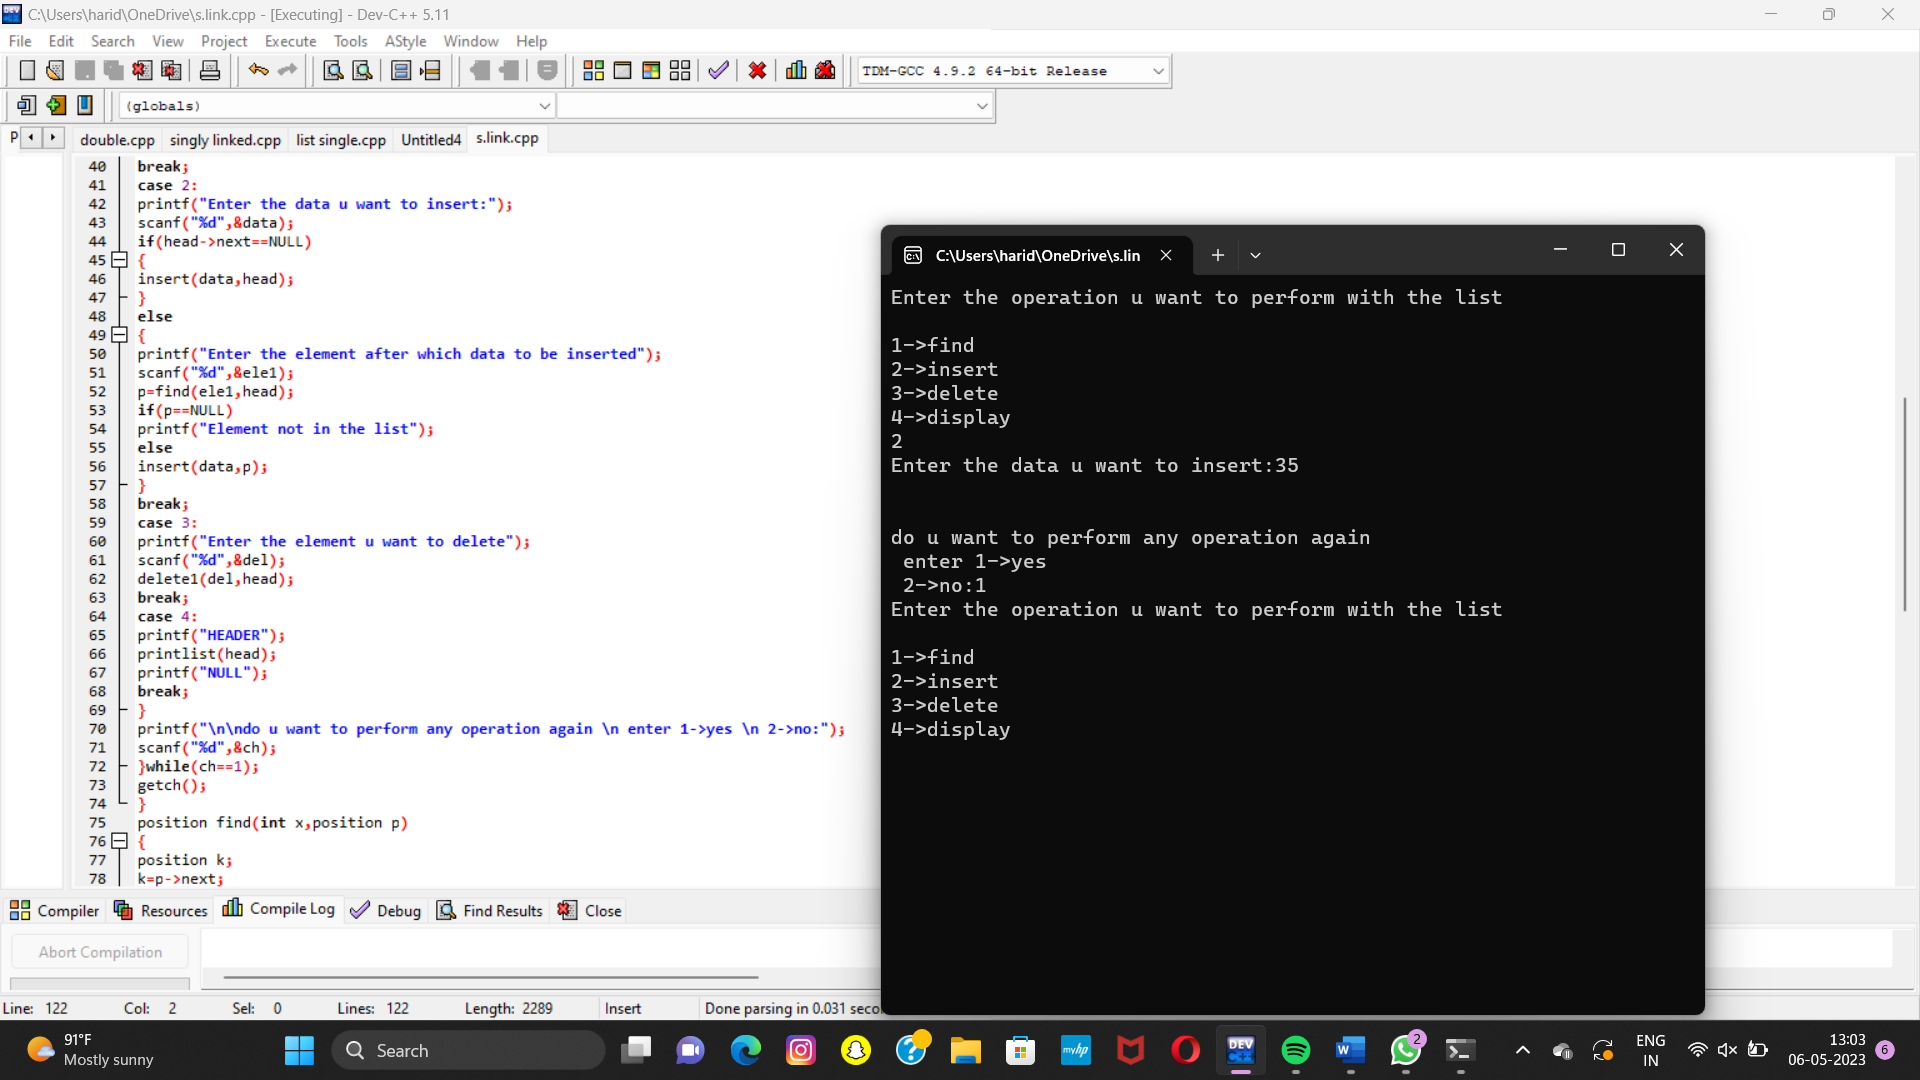 C:\Users\harid\OneDrive\s.link.cpp - [Executing] - Dev-C++ 5.11
File Edit Search View Project Execute Tools AStyle Window Help
TDM-GCC 4.9.2 64-bit Release
(globals)
P double.cpp singly linked.cpp list single.cpp Untitled4 s.link.cpp
40 break;
41 case 2:
42 printf("Enter the data u want to insert:");
43 scanf("%d",&data);
44 if(head->next==NULL)
45 {
46 insert(data,head);
47 }
48 else
49 {
50 printf("Enter the element after which data to be inserted");
51 scanf("%d",&ele1);
52 p=find(ele1,head);
53 if(p==NULL)
54 printf("Element not in the list");
55 else
56 insert(data,p);
57 }
58 break;
59 case 3:
60 printf("Enter the element u want to delete");
61 scanf("%d",&del);
62 delete1(del,head);
63 break;
64 case 4:
65 printf("HEADER");
66 printlist(head);
67 printf("NULL");
68 break;
69 }
70 printf("\n\ndo u want to perform any operation again \n enter 1->yes \n 2->no:");
71 scanf("%d",&ch);
72 }while(ch==1);
73 getch();
74 }
75 position find(int x,position p)
76 {
77 position k;
78 k=p->next;
C:\Users\harid\OneDrive\s.lin
Enter the operation u want to perform with the list
1->find
2->insert
3->delete
4->display
2
Enter the data u want to insert:35
do u want to perform any operation again
enter 1->yes
2->no:1
Enter the operation u want to perform with the list
1->find
2->insert
3->delete
4->display
Compiler Resources Compile Log Debug Find Results Close
Abort Compilation
Line: 122 Col: 2 Sel: 0 Lines: 122 Length: 2289 Insert Done parsing in 0.031 seco
91°F
Mostly sunny
Search
myhp
DEV
2
ENG
IN
13:03
06-05-2023
6